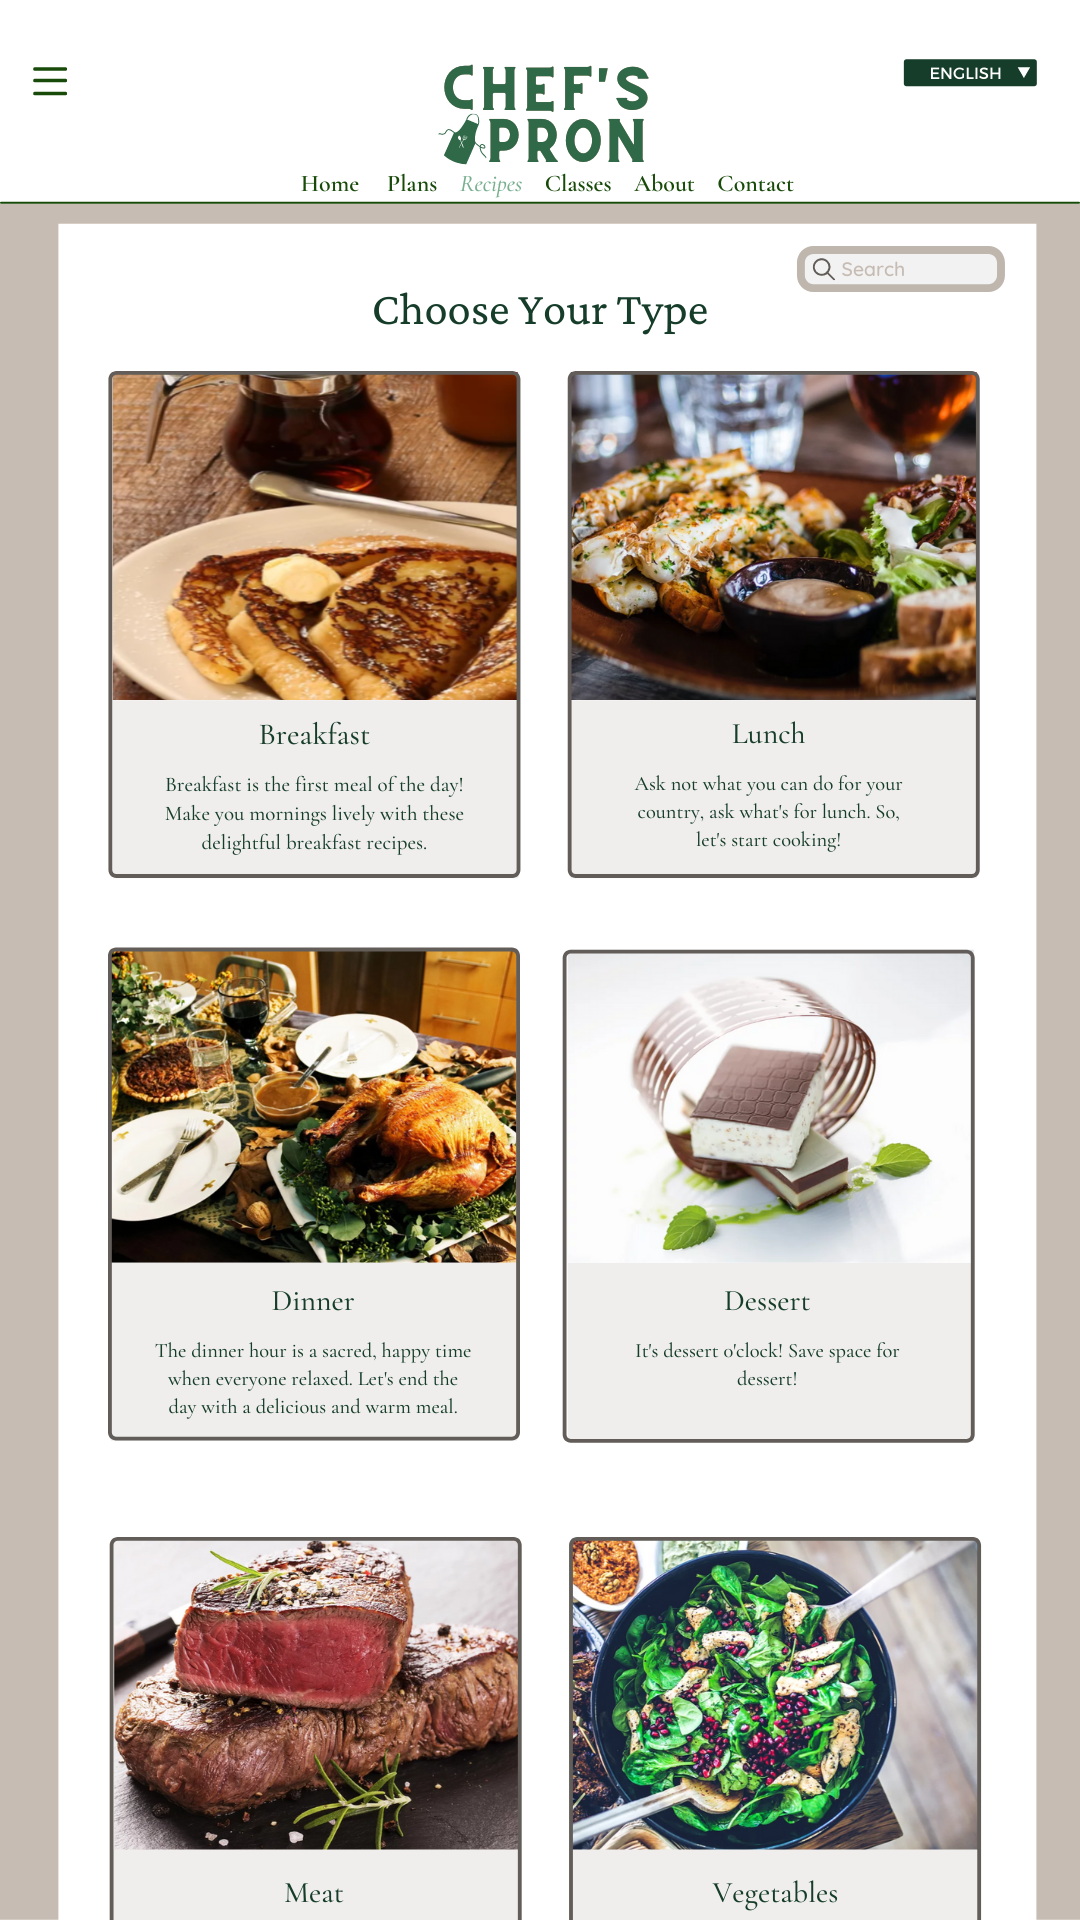 CHEF'S
PRON
ENGLISH
Home Plans Recipes Classes About Contact
Search
Choose Your Type
Breakfast
Breakfast is the first meal of the day!
Make you mornings lively with these
delightful breakfast recipes.
Lunch
Ask not what you can do for your
country, ask what's for lunch. So,
let's start cooking!
Dinner
The dinner hour is a sacred, happy time
when everyone relaxed. Let's end the
day with a delicious and warm meal.
Dessert
It's dessert o'clock! Save space for
dessert!
Meat
Vegetables